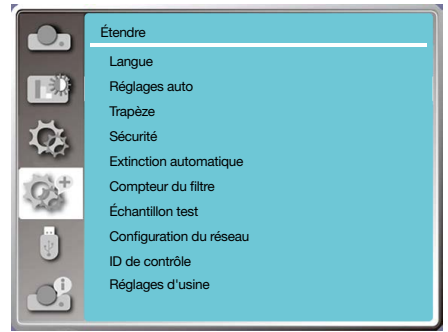 Étendre
Langue
Réglages auto
Trapèze
Sécurité
Extinction automatique
Compteur du filtre
Échantillon test
Configuration du réseau
ID de contrôle
Réglages d'usine